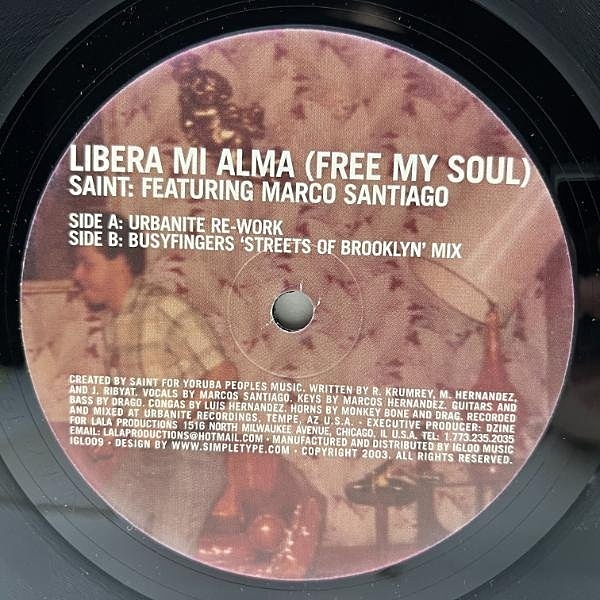 LIBERA MI ALMA (FREE MY SOUL)
SAINT: FEATURING MARCO SANTIAGO
SIDE A: URBANITE RE-WORK
SIDE B: BUSYFINGERS ‘STREETS OF BROOKLYN’ MIX
CREATED BY SAINT FOR YORUBA PEOPLES MUSIC. WRITTEN BY R. KRUMREY, M. HERNANDEZ,
AND J. RIBYAT. VOCALS BY MARCOS SANTIAGO. KEYS BY MARCOS HERNANDEZ. GUITARS AND
BASS BY DRAGO. CONGAS BY LUIS HERNANDEZ. HORNS BY MONKEY BONE AND DRAG. RECORDED
AND MIXED AT URBANITE RECORDINGS, TEMPE, AZ U.S.A. • EXECUTIVE PRODUCER: DZINE
FOR LALA PRODUCTIONS 1516 NORTH MILWAUKEE AVENUE, CHICAGO, IL U.S.A. TEL: 1.773.235.2035
EMAIL: LALAPRODUCTIONS@HOTMAIL.COM • MANUFACTURED AND DISTRIBUTED BY IGLOO MUSIC
IGL009 • DESIGN BY WWW.SIMPLETYPE.COM • COPYRIGHT 2003. ALL RIGHTS RESERVED.